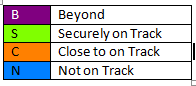 B Beyond
S Securely on Track
C Close to on Track
N Not on Track